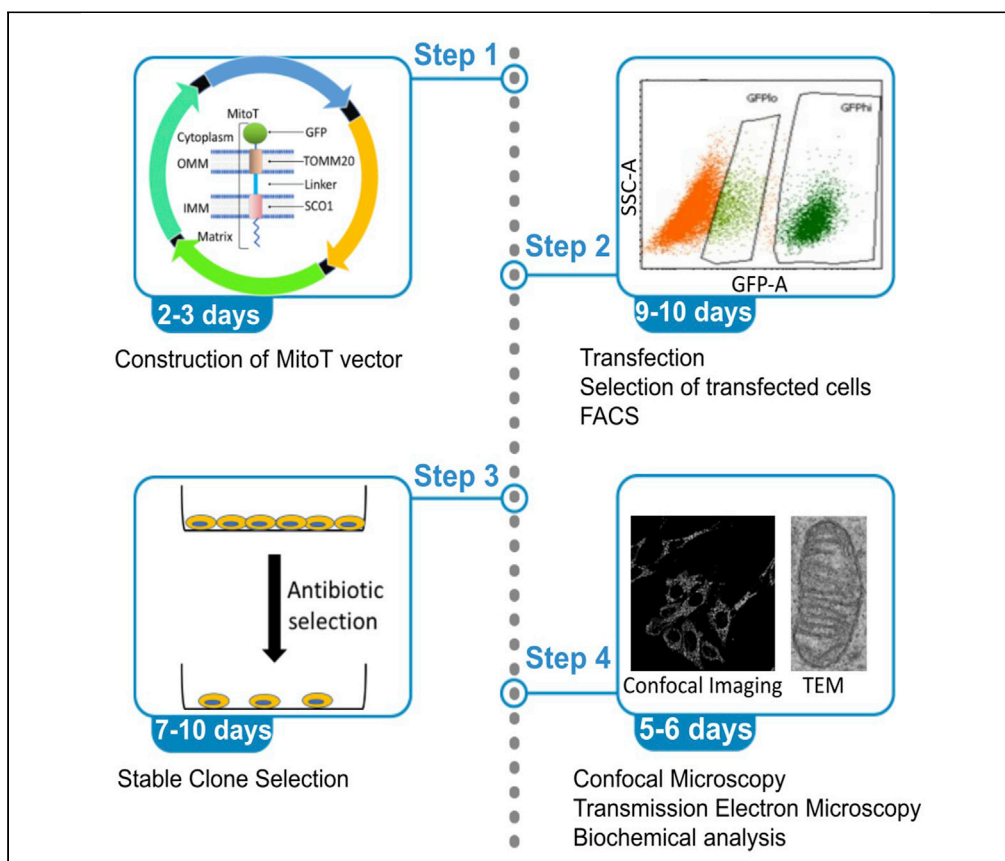 Step 1
MitoT
Cytoplasm
GFP
OMM
TOMM20
Linker
IMM
SCO1
Matrix
2-3 days
Construction of MitoT vector
Step 2
GFPlo
GFPhi
SSC-A
GFP-A
9-10 days
Transfection
Selection of transfected cells
FACS
Step 3
Antibiotic
selection
7-10 days
Stable Clone Selection
Step 4
Confocal Imaging
TEM
5-6 days
Confocal Microscopy
Transmission Electron Microscopy
Biochemical analysis